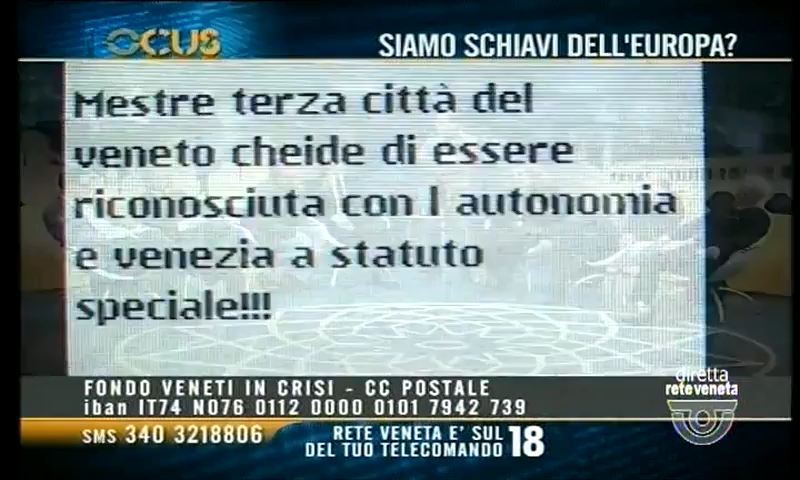 FOCUS
SIAMO SCHIAVI DELL'EUROPA?
Mestre terza città del
veneto cheide di essere
riconosciuta con l autonomia
e venezia a statuto
speciale!!!
FONDO VENETI IN CRISI - CC POSTALE
iban IT74 N076 0112 0000 0101 7942 739
diretta
reteveneta
SMS 340 3218806
RETE VENETA E' SUL
DEL TUO TELECOMANDO 18